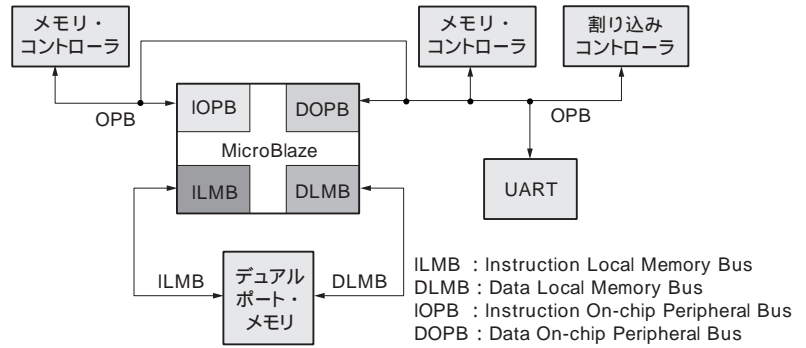 メモリ・
コントローラ
メモリ・
コントローラ
割り込み
コントローラ
OPB
IOPB
DOPB
OPB
MicroBlaze
ILMB
DLMB
UART
ILMB
デュアル
ポート・
メモリ
DLMB
ILMB : Instruction Local Memory Bus
DLMB : Data Local Memory Bus
IOPB : Instruction On-chip Peripheral Bus
DOPB : Data On-chip Peripheral Bus